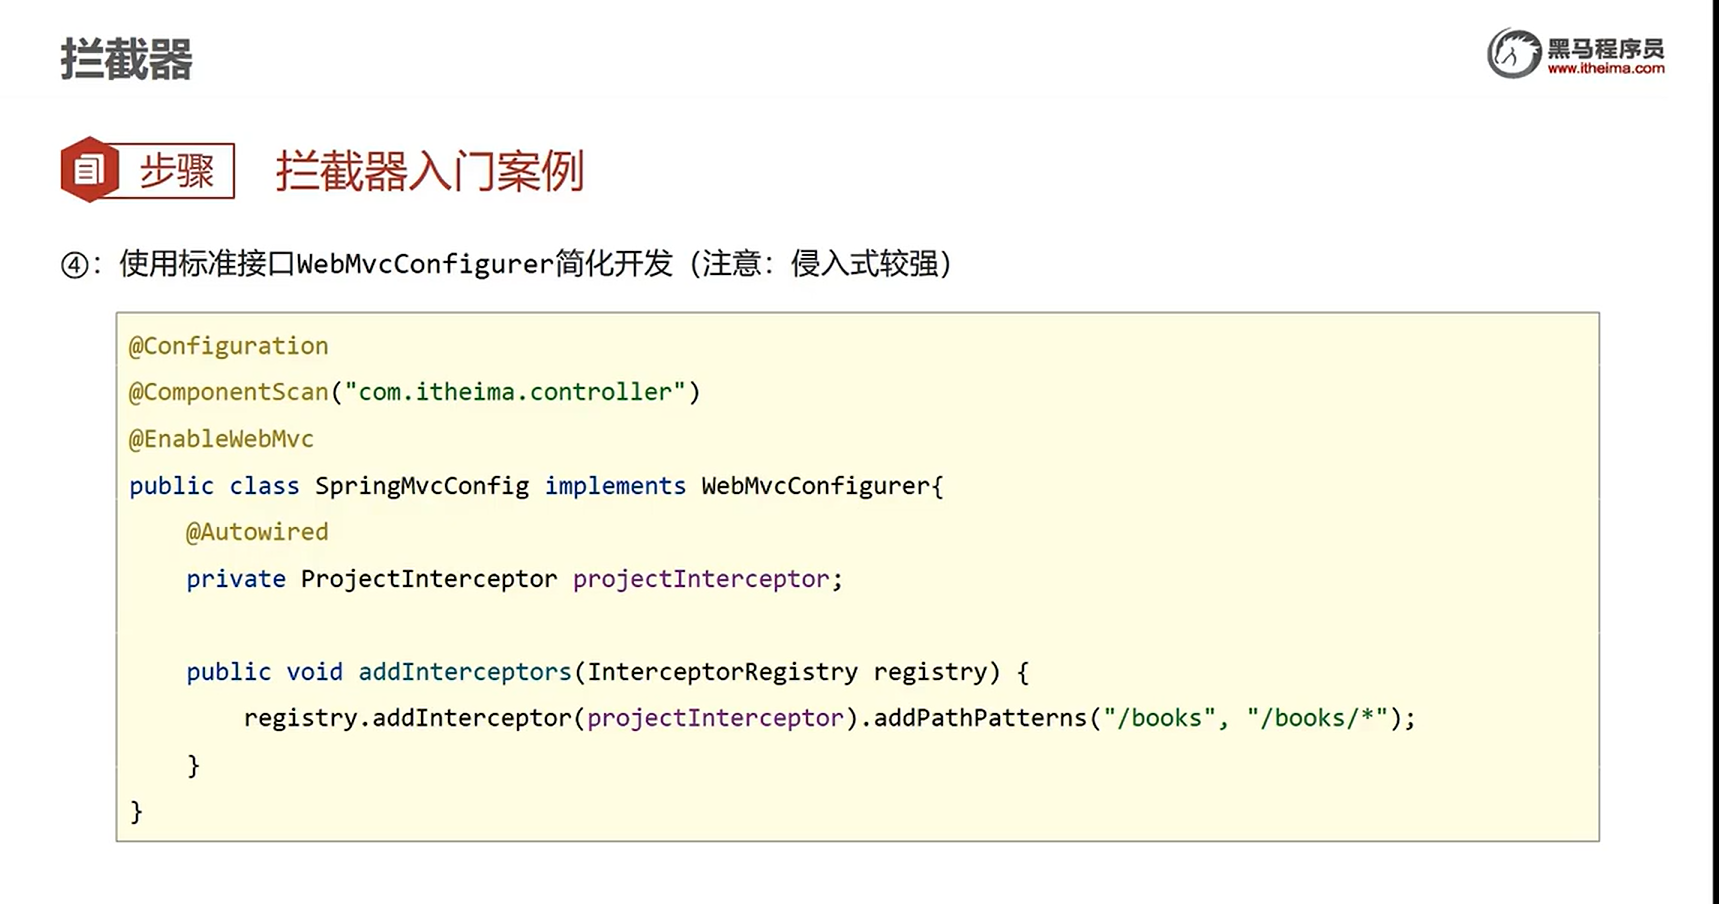 拦截器
黑马程序员
www.itheima.com
步骤
拦截器入门案例
④：使用标准接口WebMvcConfigurer简化开发（注意：侵入式较强）
@Configuration
@ComponentScan("com.itheima.controller")
@EnableWebMvc
public class SpringMvcConfig implements WebMvcConfigurer{
    @Autowired
    private ProjectInterceptor projectInterceptor;
    public void addInterceptors(InterceptorRegistry registry) {
        registry.addInterceptor(projectInterceptor).addPathPatterns("/books", "/books/*");
    }
}